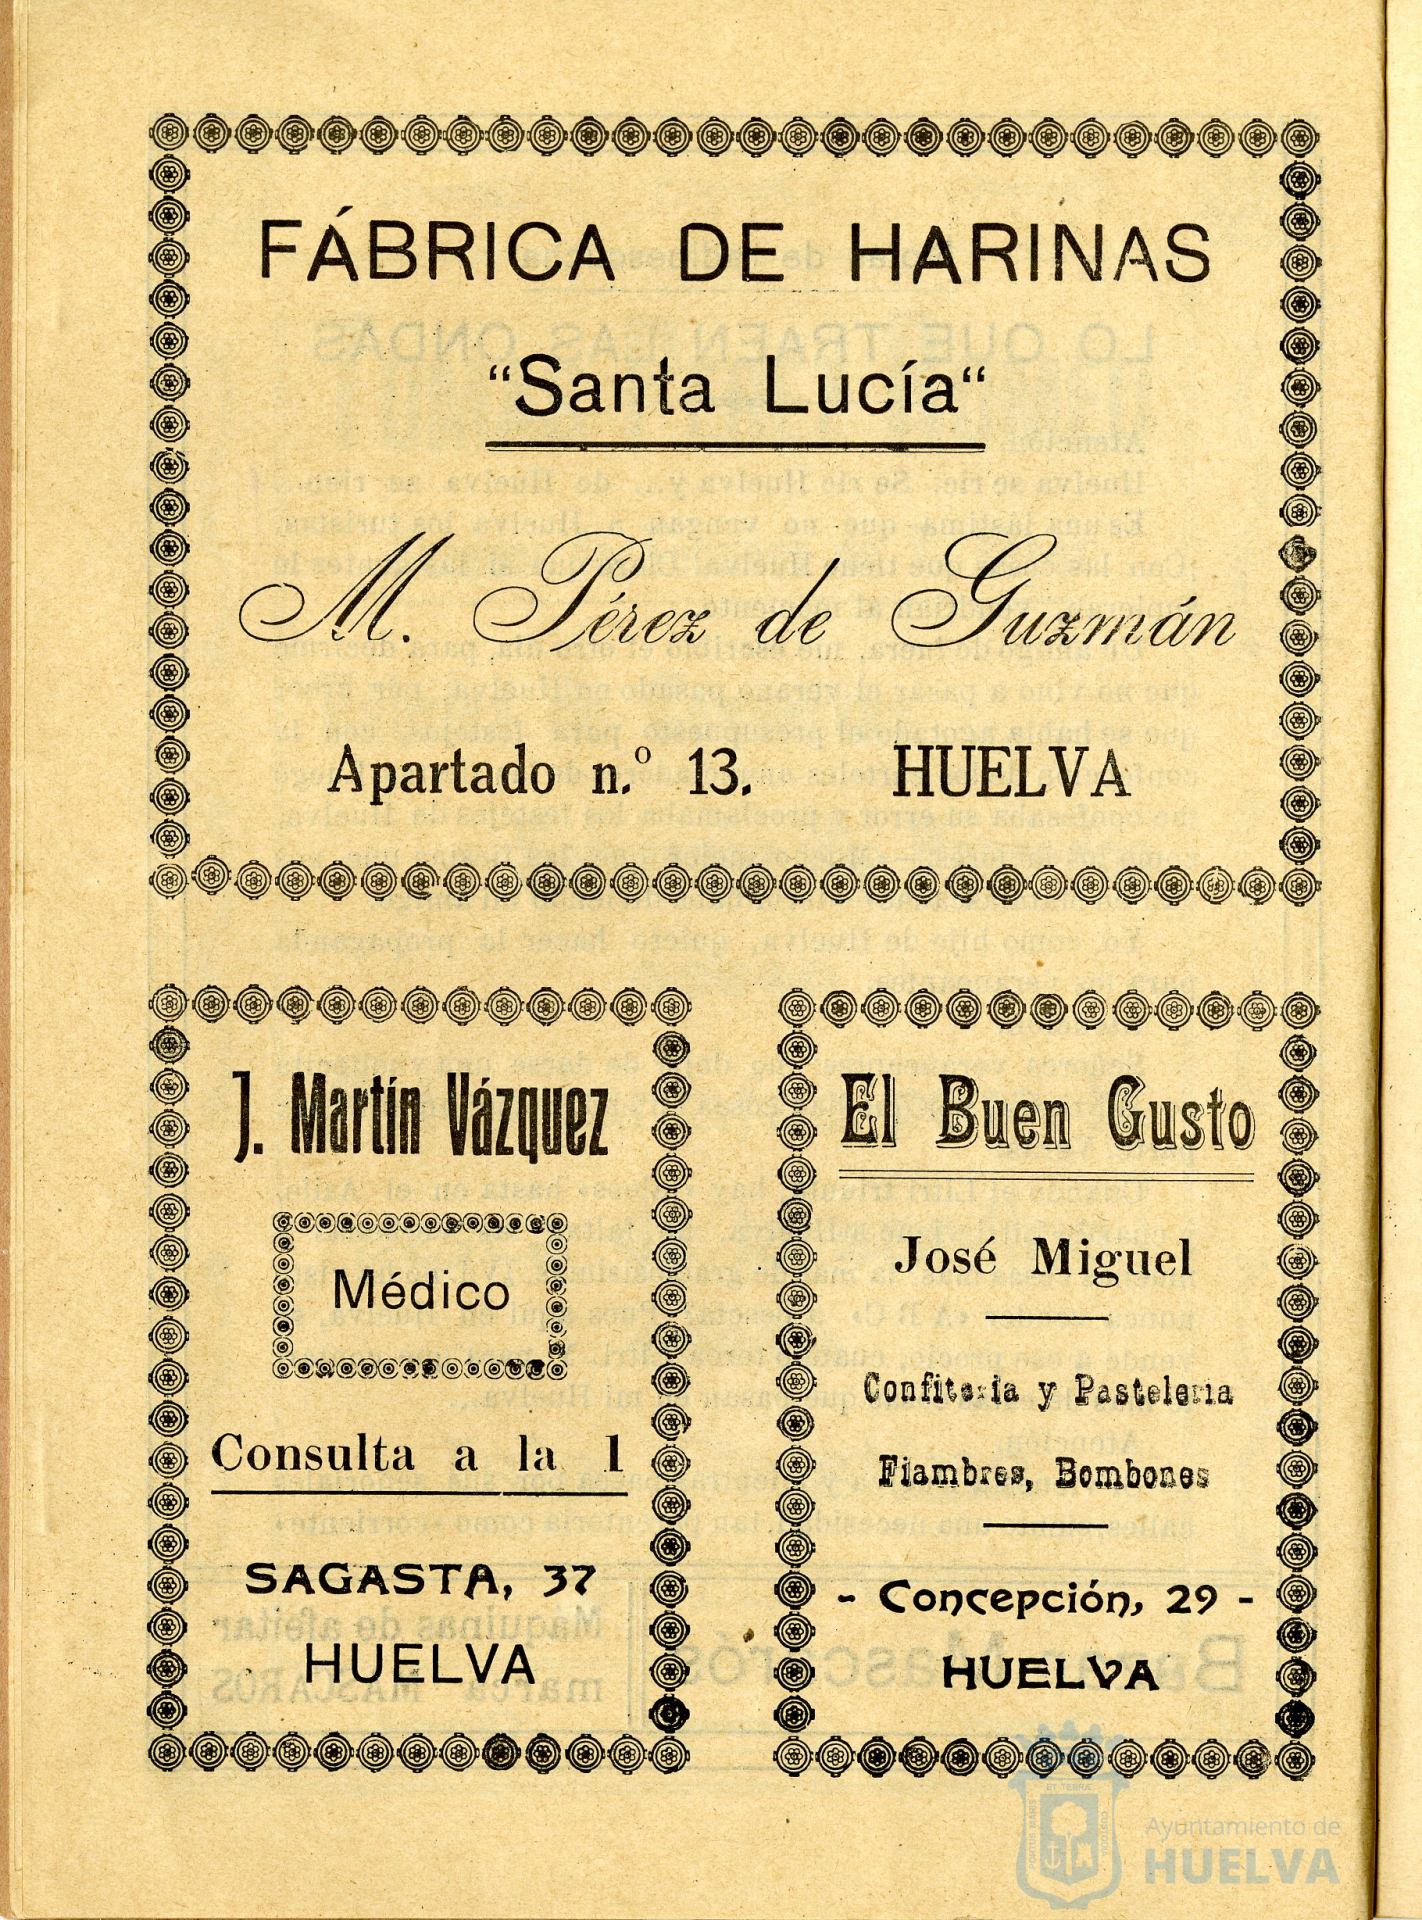 FÁBRICA DE HARINAS
“Santa Lucía“
M. Pérez de Guzmán
Apartado n.º 13. HUELVA
J. Martín Vázquez
Médico
Consulta a la 1
SAGASTA, 37
HUELVA
El Buen Gusto
José Miguel
Confitería y Pastelería
Fiambres, Bombones
- Concepción, 29 -
HUELVA
Ayuntamiento de
HUELVA